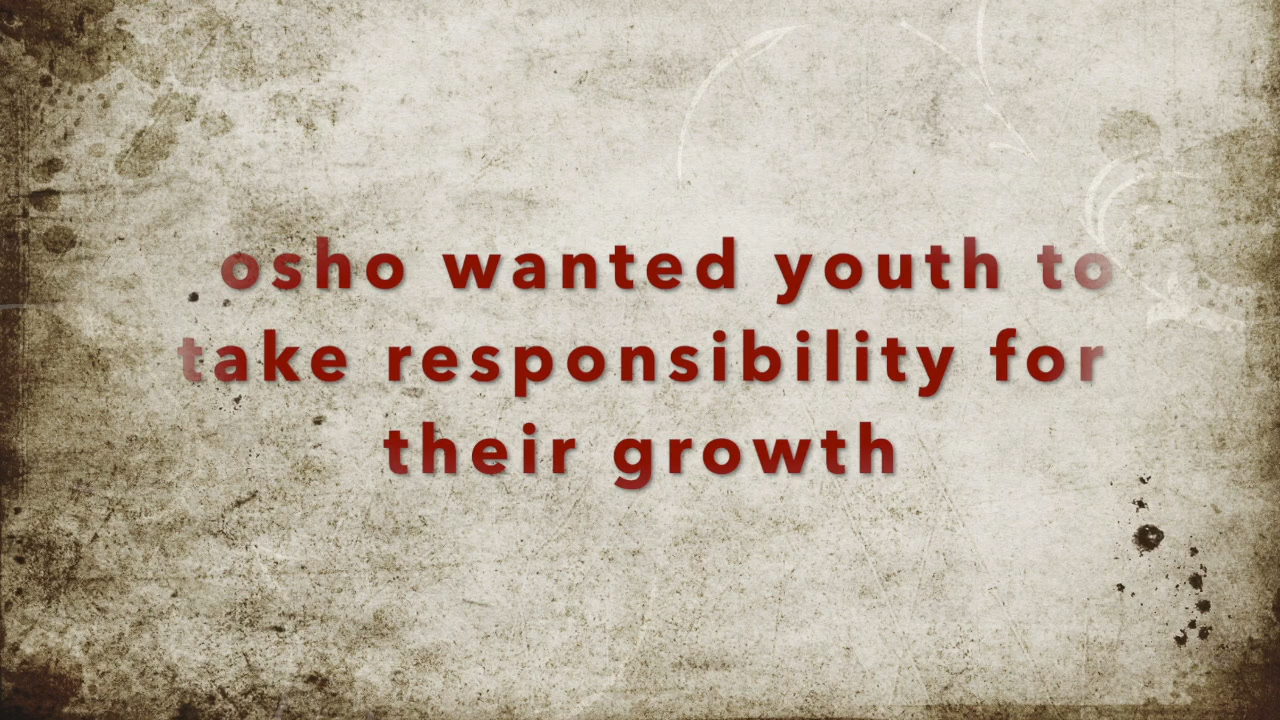 osho wanted youth to
take responsibility for
their growth